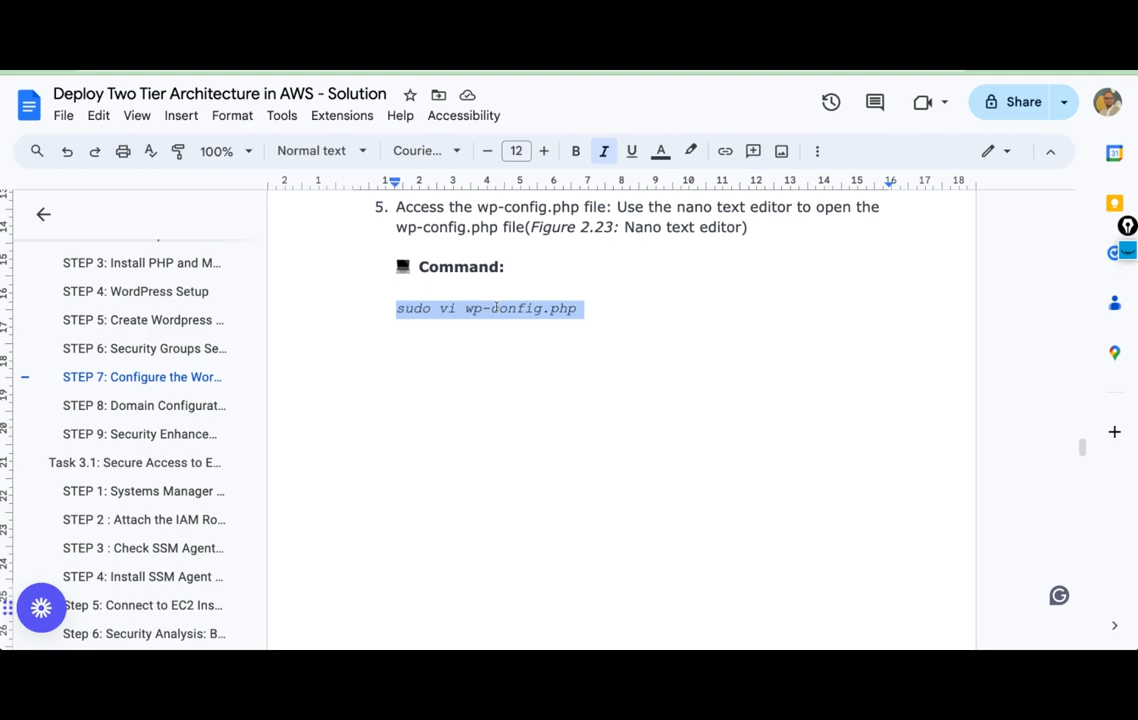 Deploy Two Tier Architecture in AWS - Solution
File Edit View Insert Format Tools Extensions Help Accessibility
Share
100% Normal text Courie... 12 B I U A
2 1 1 2 3 4 5 6 7 8 9 10 11 12 13 14 15 16 17 18
5. Access the wp-config.php file: Use the nano text editor to open the
wp-config.php file(Figure 2.23: Nano text editor)
Command:
sudo vi wp-config.php
STEP 3: Install PHP and M...
STEP 4: WordPress Setup
STEP 5: Create Wordpress ...
STEP 6: Security Groups Se...
STEP 7: Configure the Wor...
STEP 8: Domain Configurat...
STEP 9: Security Enhance...
Task 3.1: Secure Access to E...
STEP 1: Systems Manager ...
STEP 2 : Attach the IAM Ro...
STEP 3 : Check SSM Agent...
STEP 4: Install SSM Agent ...
Step 5: Connect to EC2 Ins...
Step 6: Security Analysis: B...